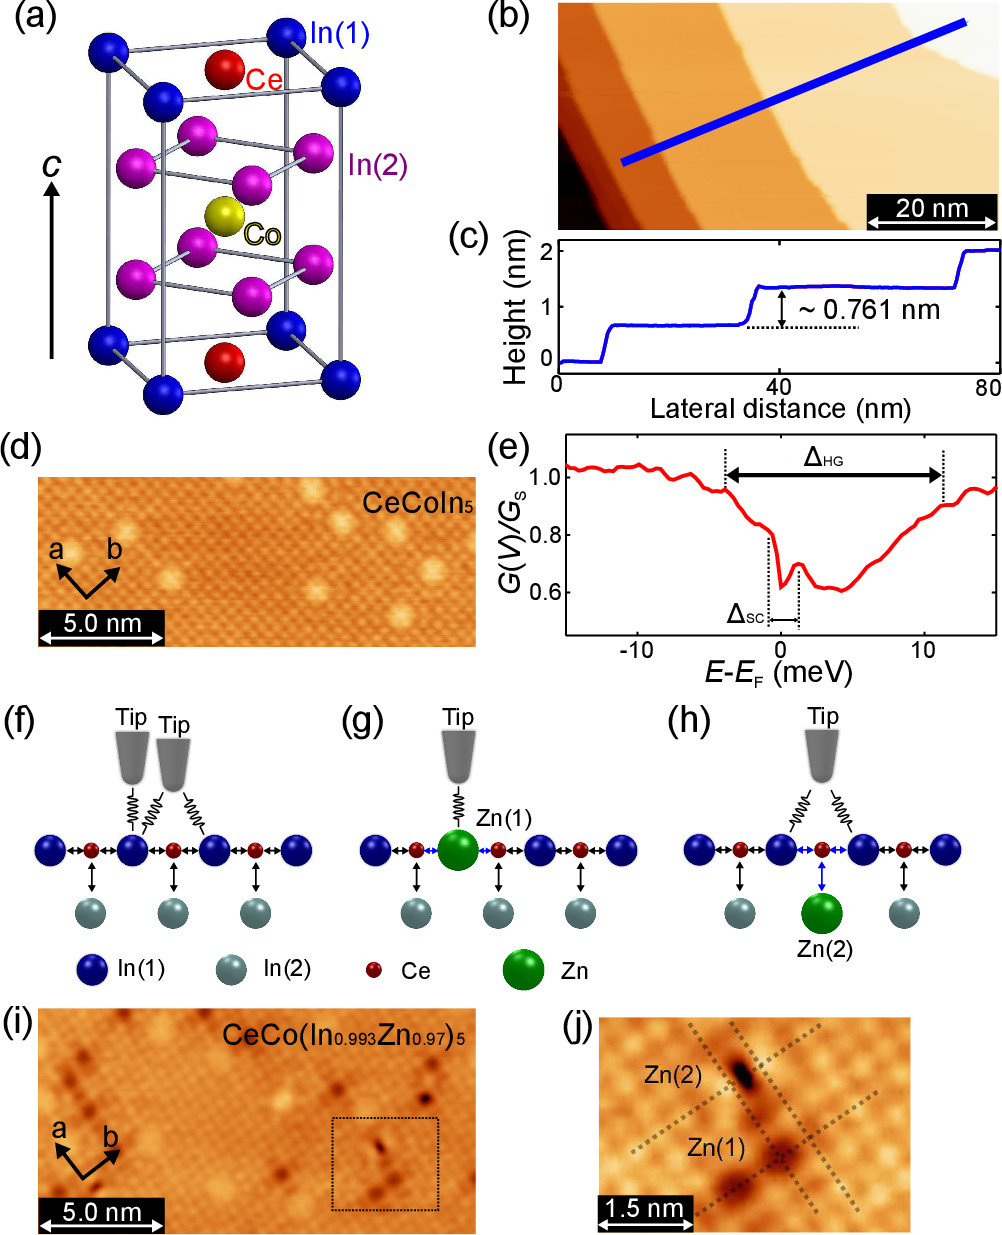 (a)
In(1)
Ce
In(2)
Co
c
(b)
20 nm
(c)
Height (nm)
2
1
0
~ 0.761 nm
0
40
80
Lateral distance (nm)
(d)
CeCoIn5
a
b
5.0 nm
(e)
G(V)/GS
1.0
0.8
0.6
ΔHG
ΔSC
-10
0
10
E-EF (meV)
(f)
Tip
Tip
(g)
Tip
Zn(1)
(h)
Tip
Zn(2)
In(1)
In(2)
Ce
Zn
(i)
CeCo(In0.993Zn0.97)5
a
b
5.0 nm
(j)
Zn(2)
Zn(1)
1.5 nm